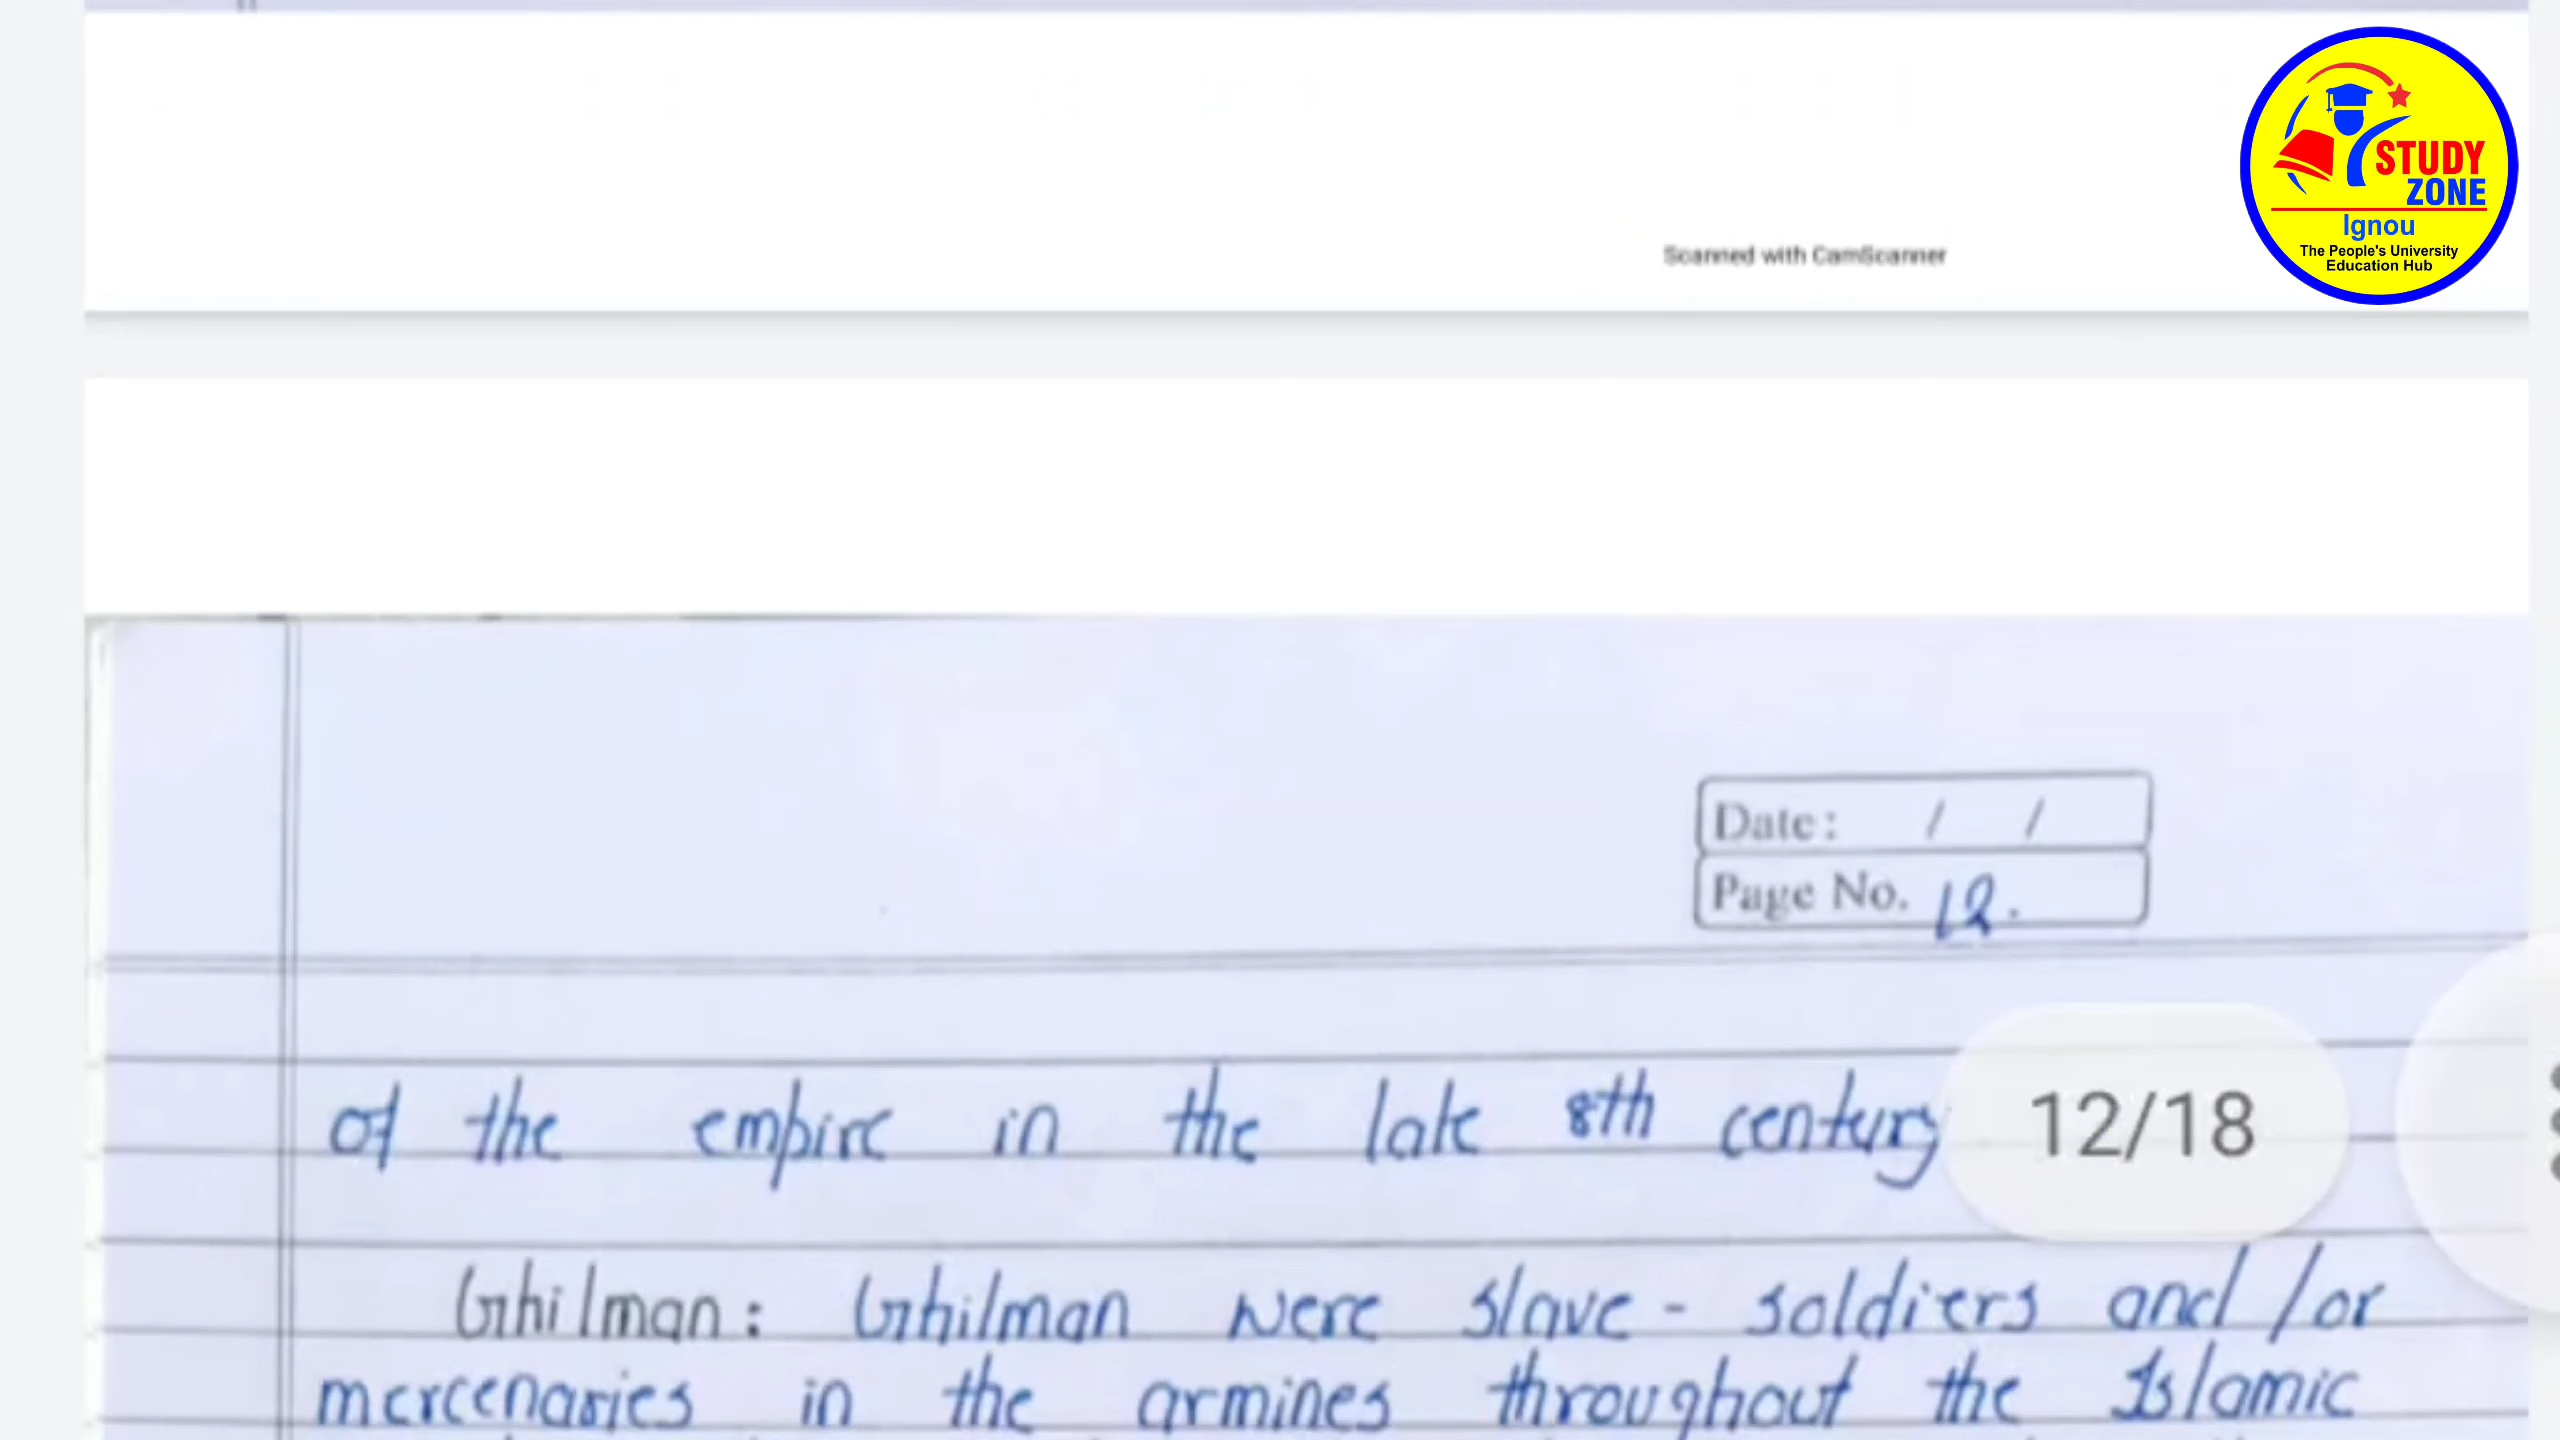 STUDY
ZONE
Ignou
The People's University
Education Hub
Scanned with CamScanner
Date: / /
Page No. 12.
of the empire in the late 8th century
12/18
Ghilman: Ghilman were slave - soldiers and/or
mercenaries in the armines throughout the Islamic